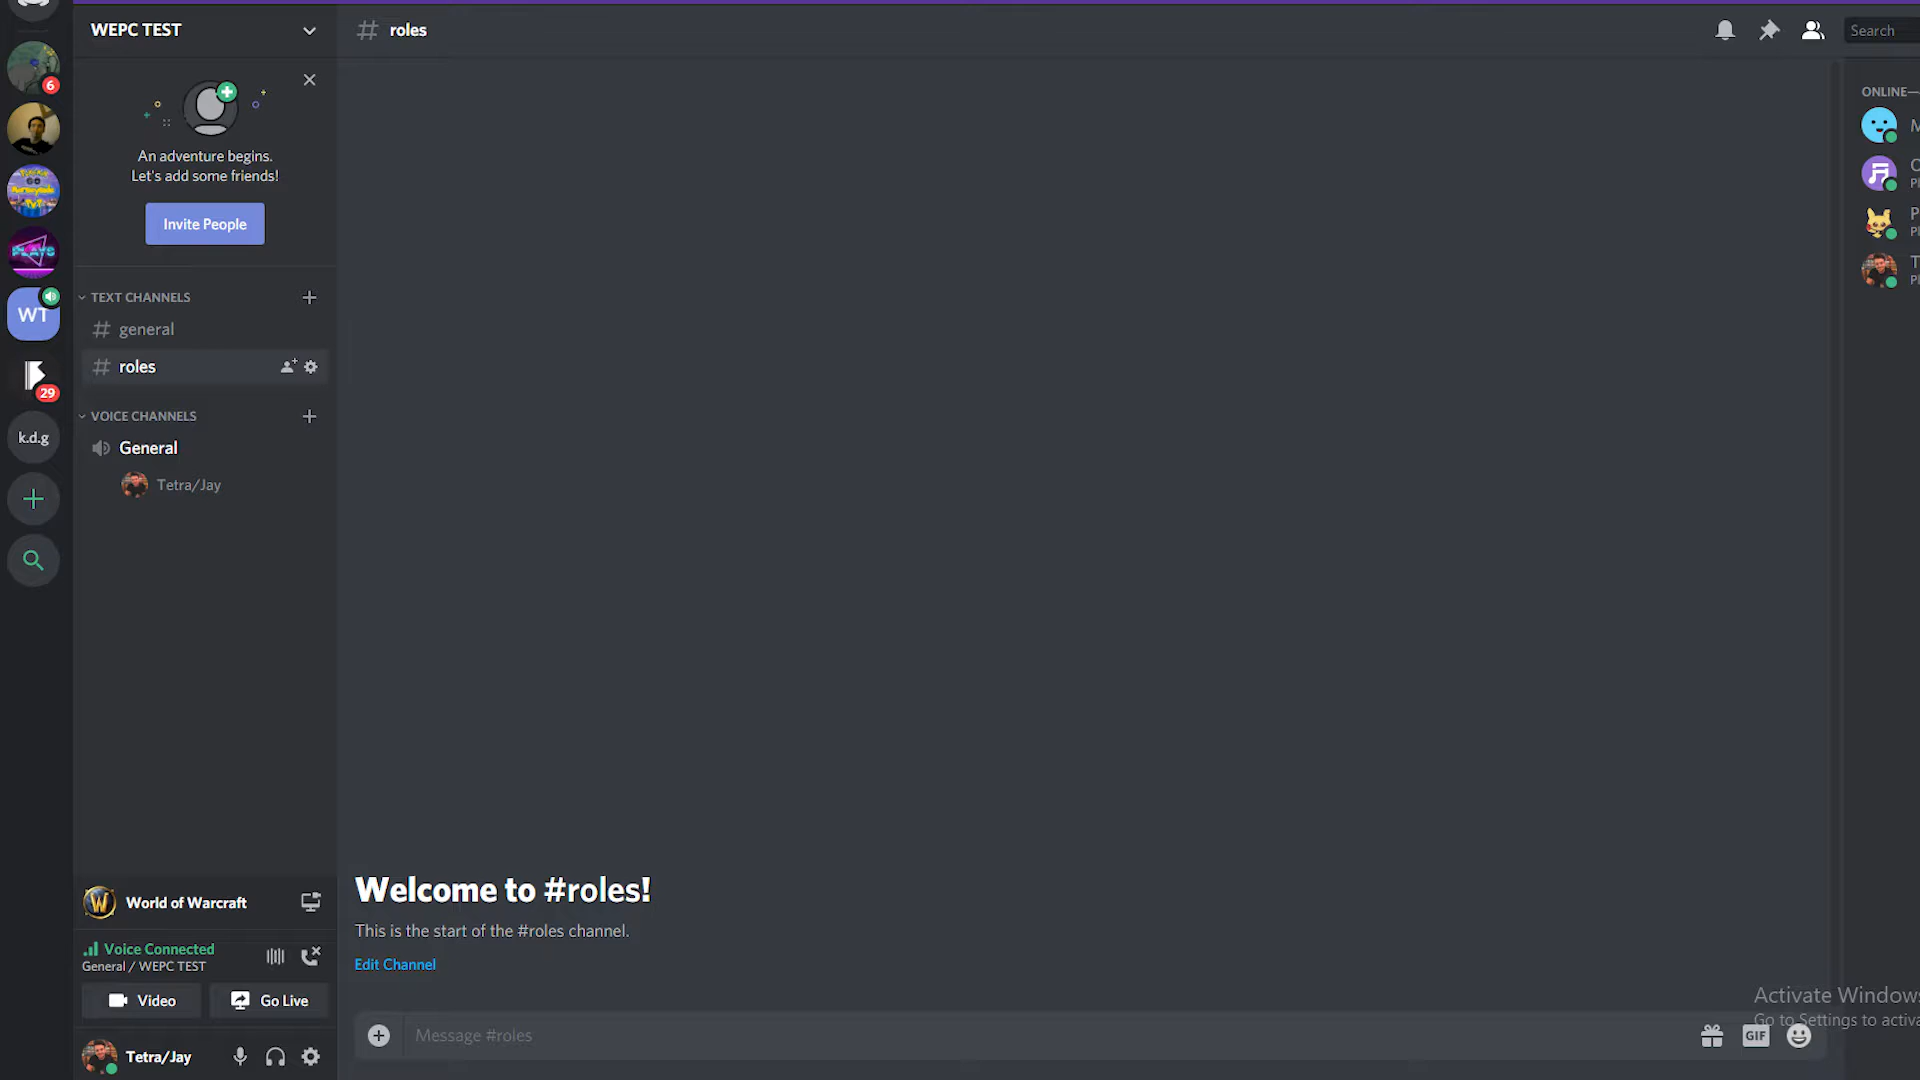 WEPC TEST
# roles
Search
6
An adventure begins.
Let's add some friends!
Invite People
ONLINE—
TEXT CHANNELS
# general
# roles
VOICE CHANNELS
General
Tetra/Jay
PLAYS
WT
29
k.d.g
World of Warcraft
Voice Connected
General / WEPC TEST
Video
Go Live
Tetra/Jay
Welcome to #roles!
This is the start of the #roles channel.
Edit Channel
Message #roles
GIF
Activate Windows
Go to Settings to activa